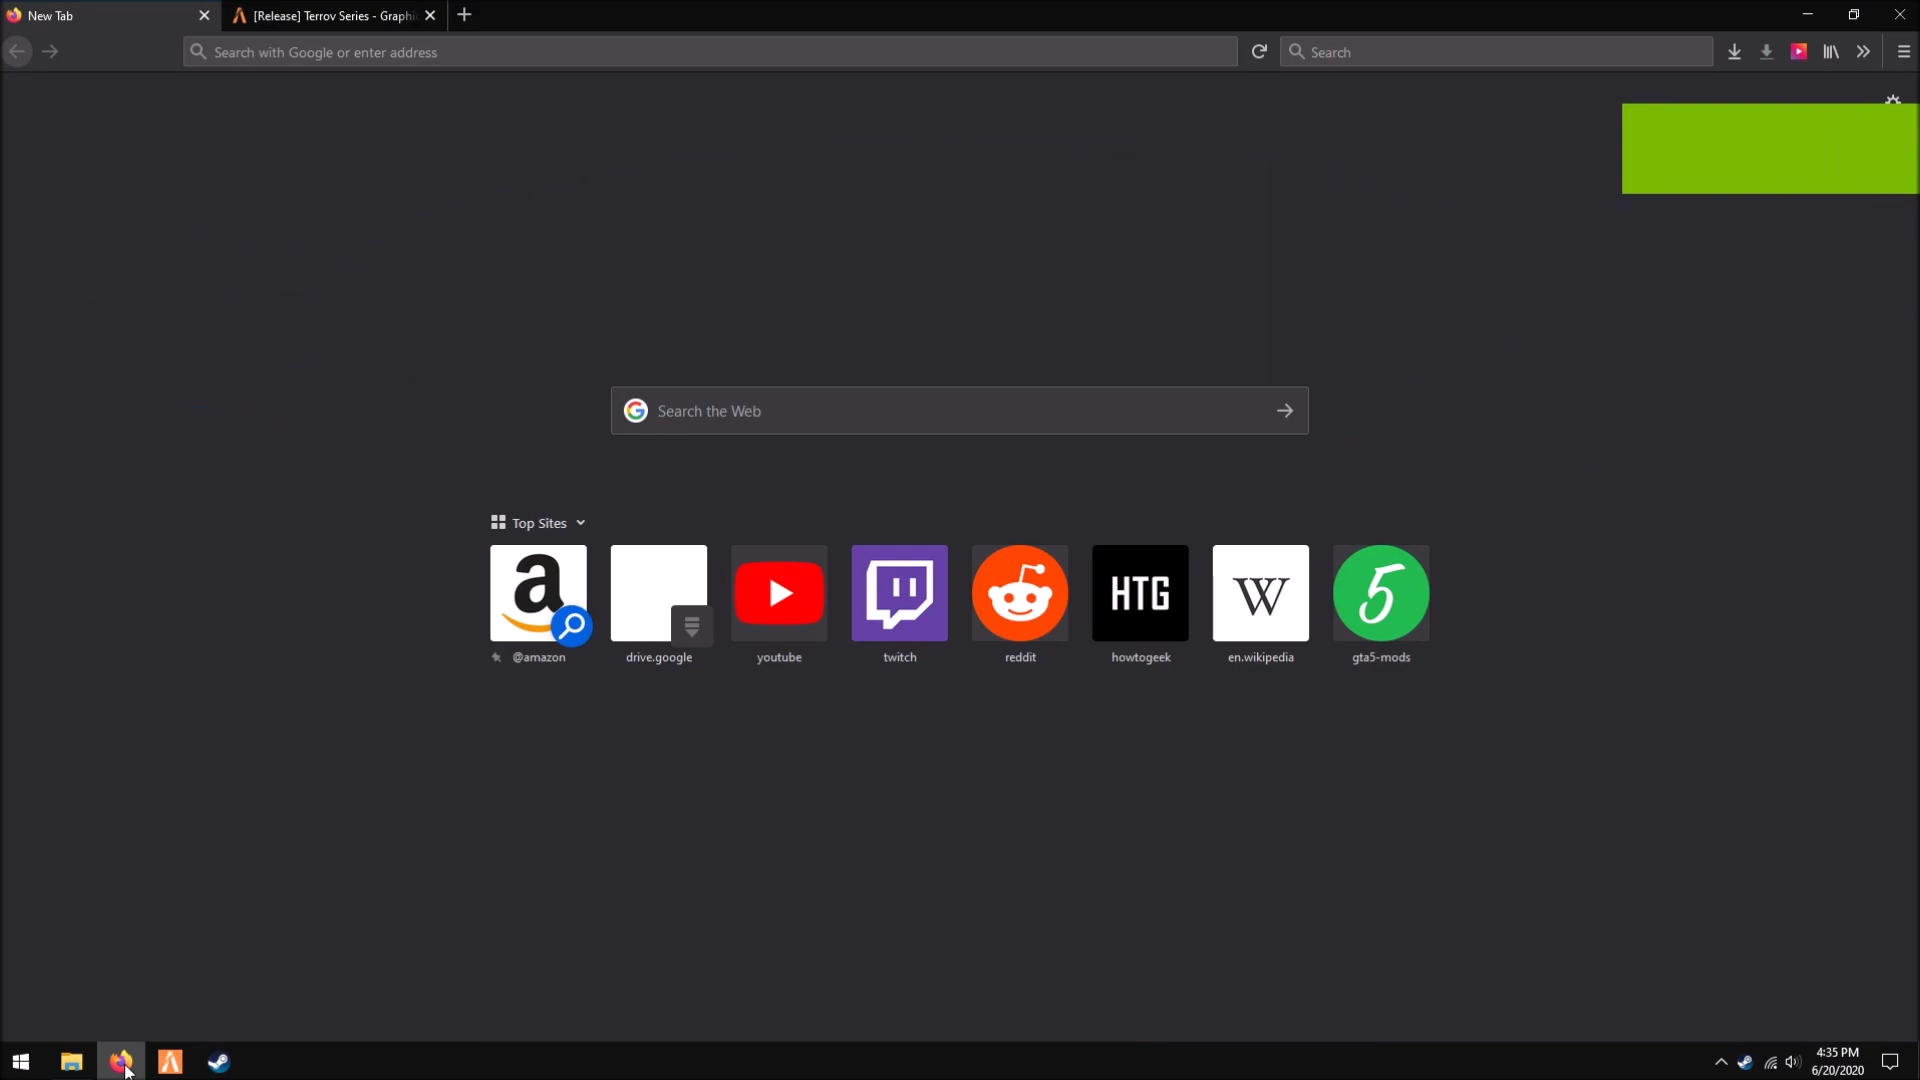 New Tab
[Release] Terrov Series - Graphi
Search with Google or enter address
Search
Search the Web
Top Sites
a
HTG
W
5
@amazon
drive.google
youtube
twitch
reddit
howtogeek
en.wikipedia
gta5-mods
4:35 PM
6/20/2020